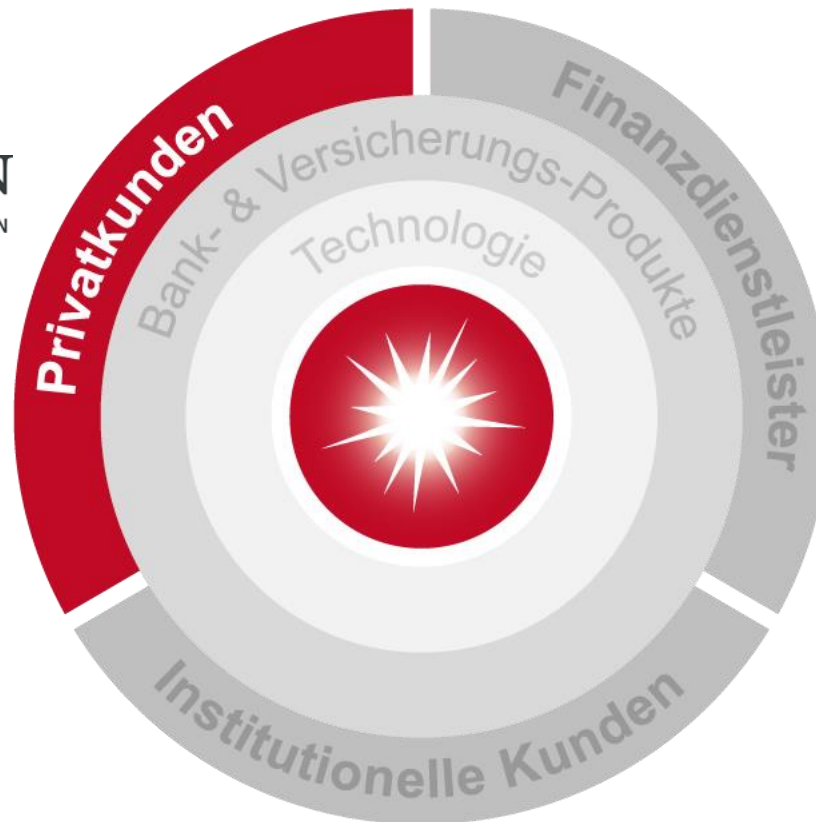 Privatkunden
Finanzdienstleister
Institutionelle Kunden
Bank- & Versicherungs-Produkte
Technologie
N
N